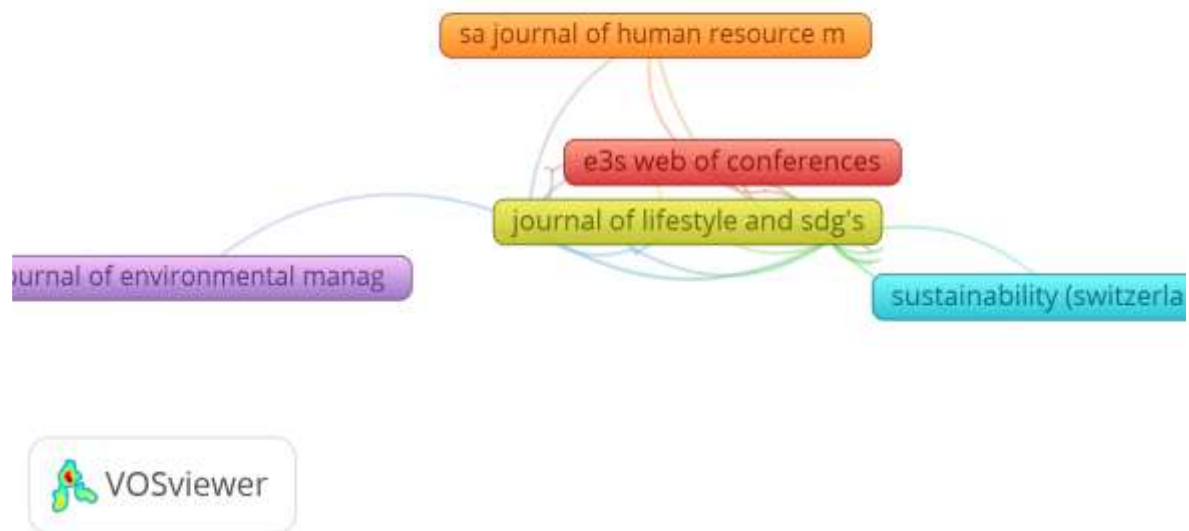 sa journal of human resource m
e3s web of conferences
journal of lifestyle and sdg's
ournal of environmental manag
sustainability (switzerla
VOSviewer